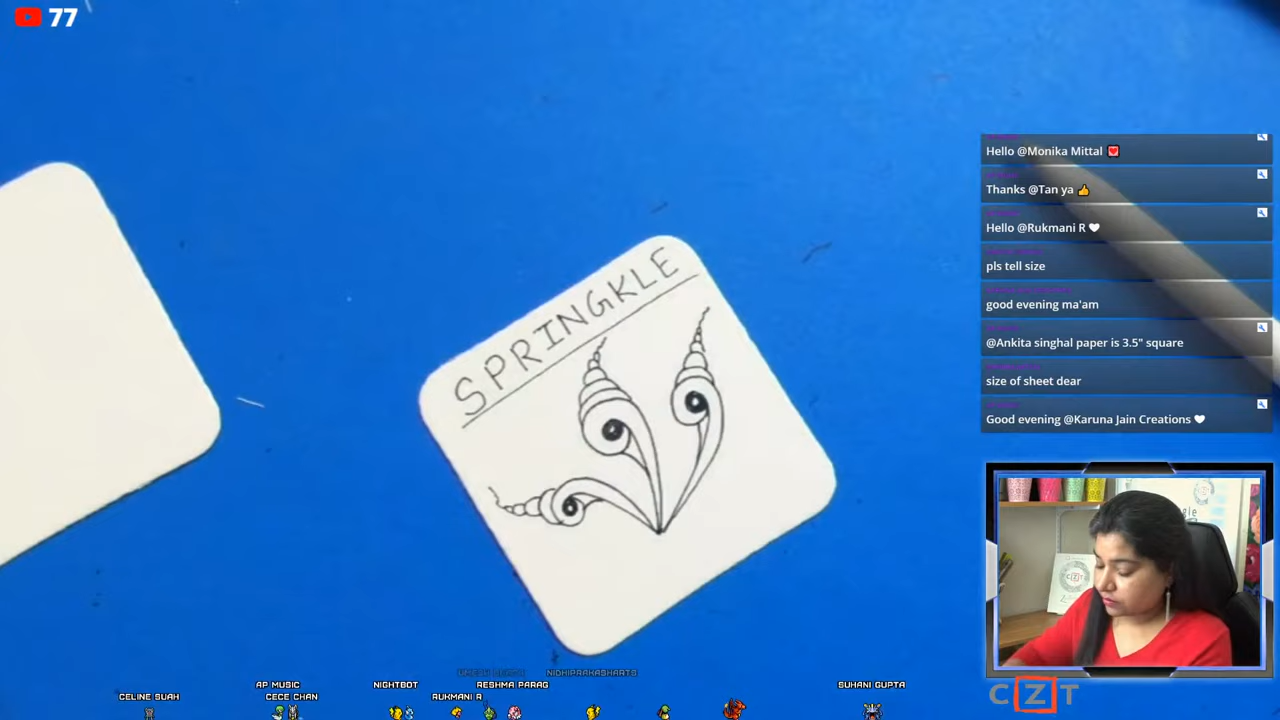 77
SPRINGKLE
Hello @Monika Mittal
Thanks @Tan ya 👍
Hello @Rukmani R
pls tell size
good evening ma'am
@Ankita singhal paper is 3.5" square
size of sheet dear
Good evening @Karuna Jain Creations
CZT
CZT
NIDHIPRAKASHARTS
AP MUSIC
NIGHTBOT
RESHMA PARAG
SUHANI GUPTA
CELINE SUAH
CECE CHAN
RUKMANI R